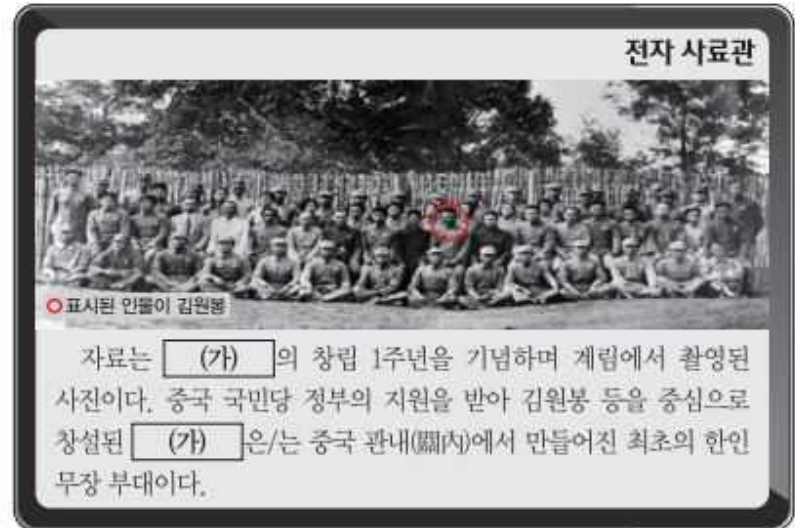 전자 사료관
표시된 인물이 김원봉
자료는 (가) 의 창립 1주년을 기념하며 계림에서 촬영된
사진이다. 중국 국민당 정부의 지원을 받아 김원봉 등을 중심으로
창설된 (가) 은/는 중국 관내(關內)에서 만들어진 최초의 한인
무장 부대이다.